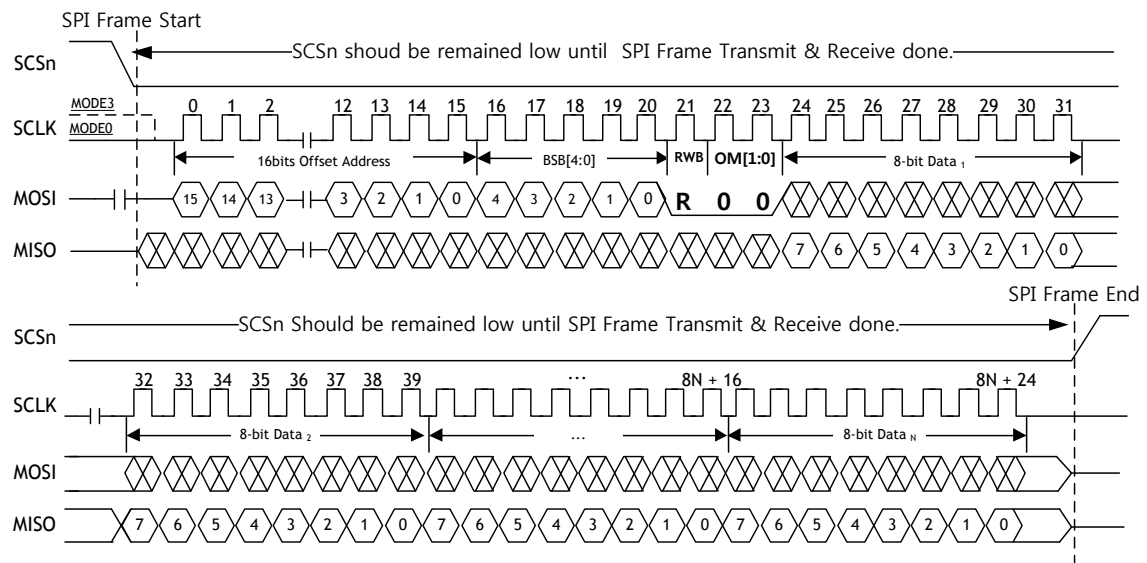 SPI Frame Start
SCSn
SCSn shoud be remained low until SPI Frame Transmit & Receive done.
MODE3
MODE0
SCLK
0 1 2 12 13 14 15 16 17 18 19 20 21 22 23 24 25 26 27 28 29 30 31
16bits Offset Address BSB[4:0] RWB OM[1:0] 8-bit Data 1
MOSI 15 14 13 3 2 1 0 4 3 2 1 0 R 0 0
MISO 7 6 5 4 3 2 1 0
SPI Frame End
SCSn
SCSn Should be remained low until SPI Frame Transmit & Receive done.
32 33 34 35 36 37 38 39 ... 8N + 16 8N + 24
SCLK
8-bit Data 2 ... 8-bit Data N
MOSI
MISO 7 6 5 4 3 2 1 0 7 6 5 4 3 2 1 0 7 6 5 4 3 2 1 0